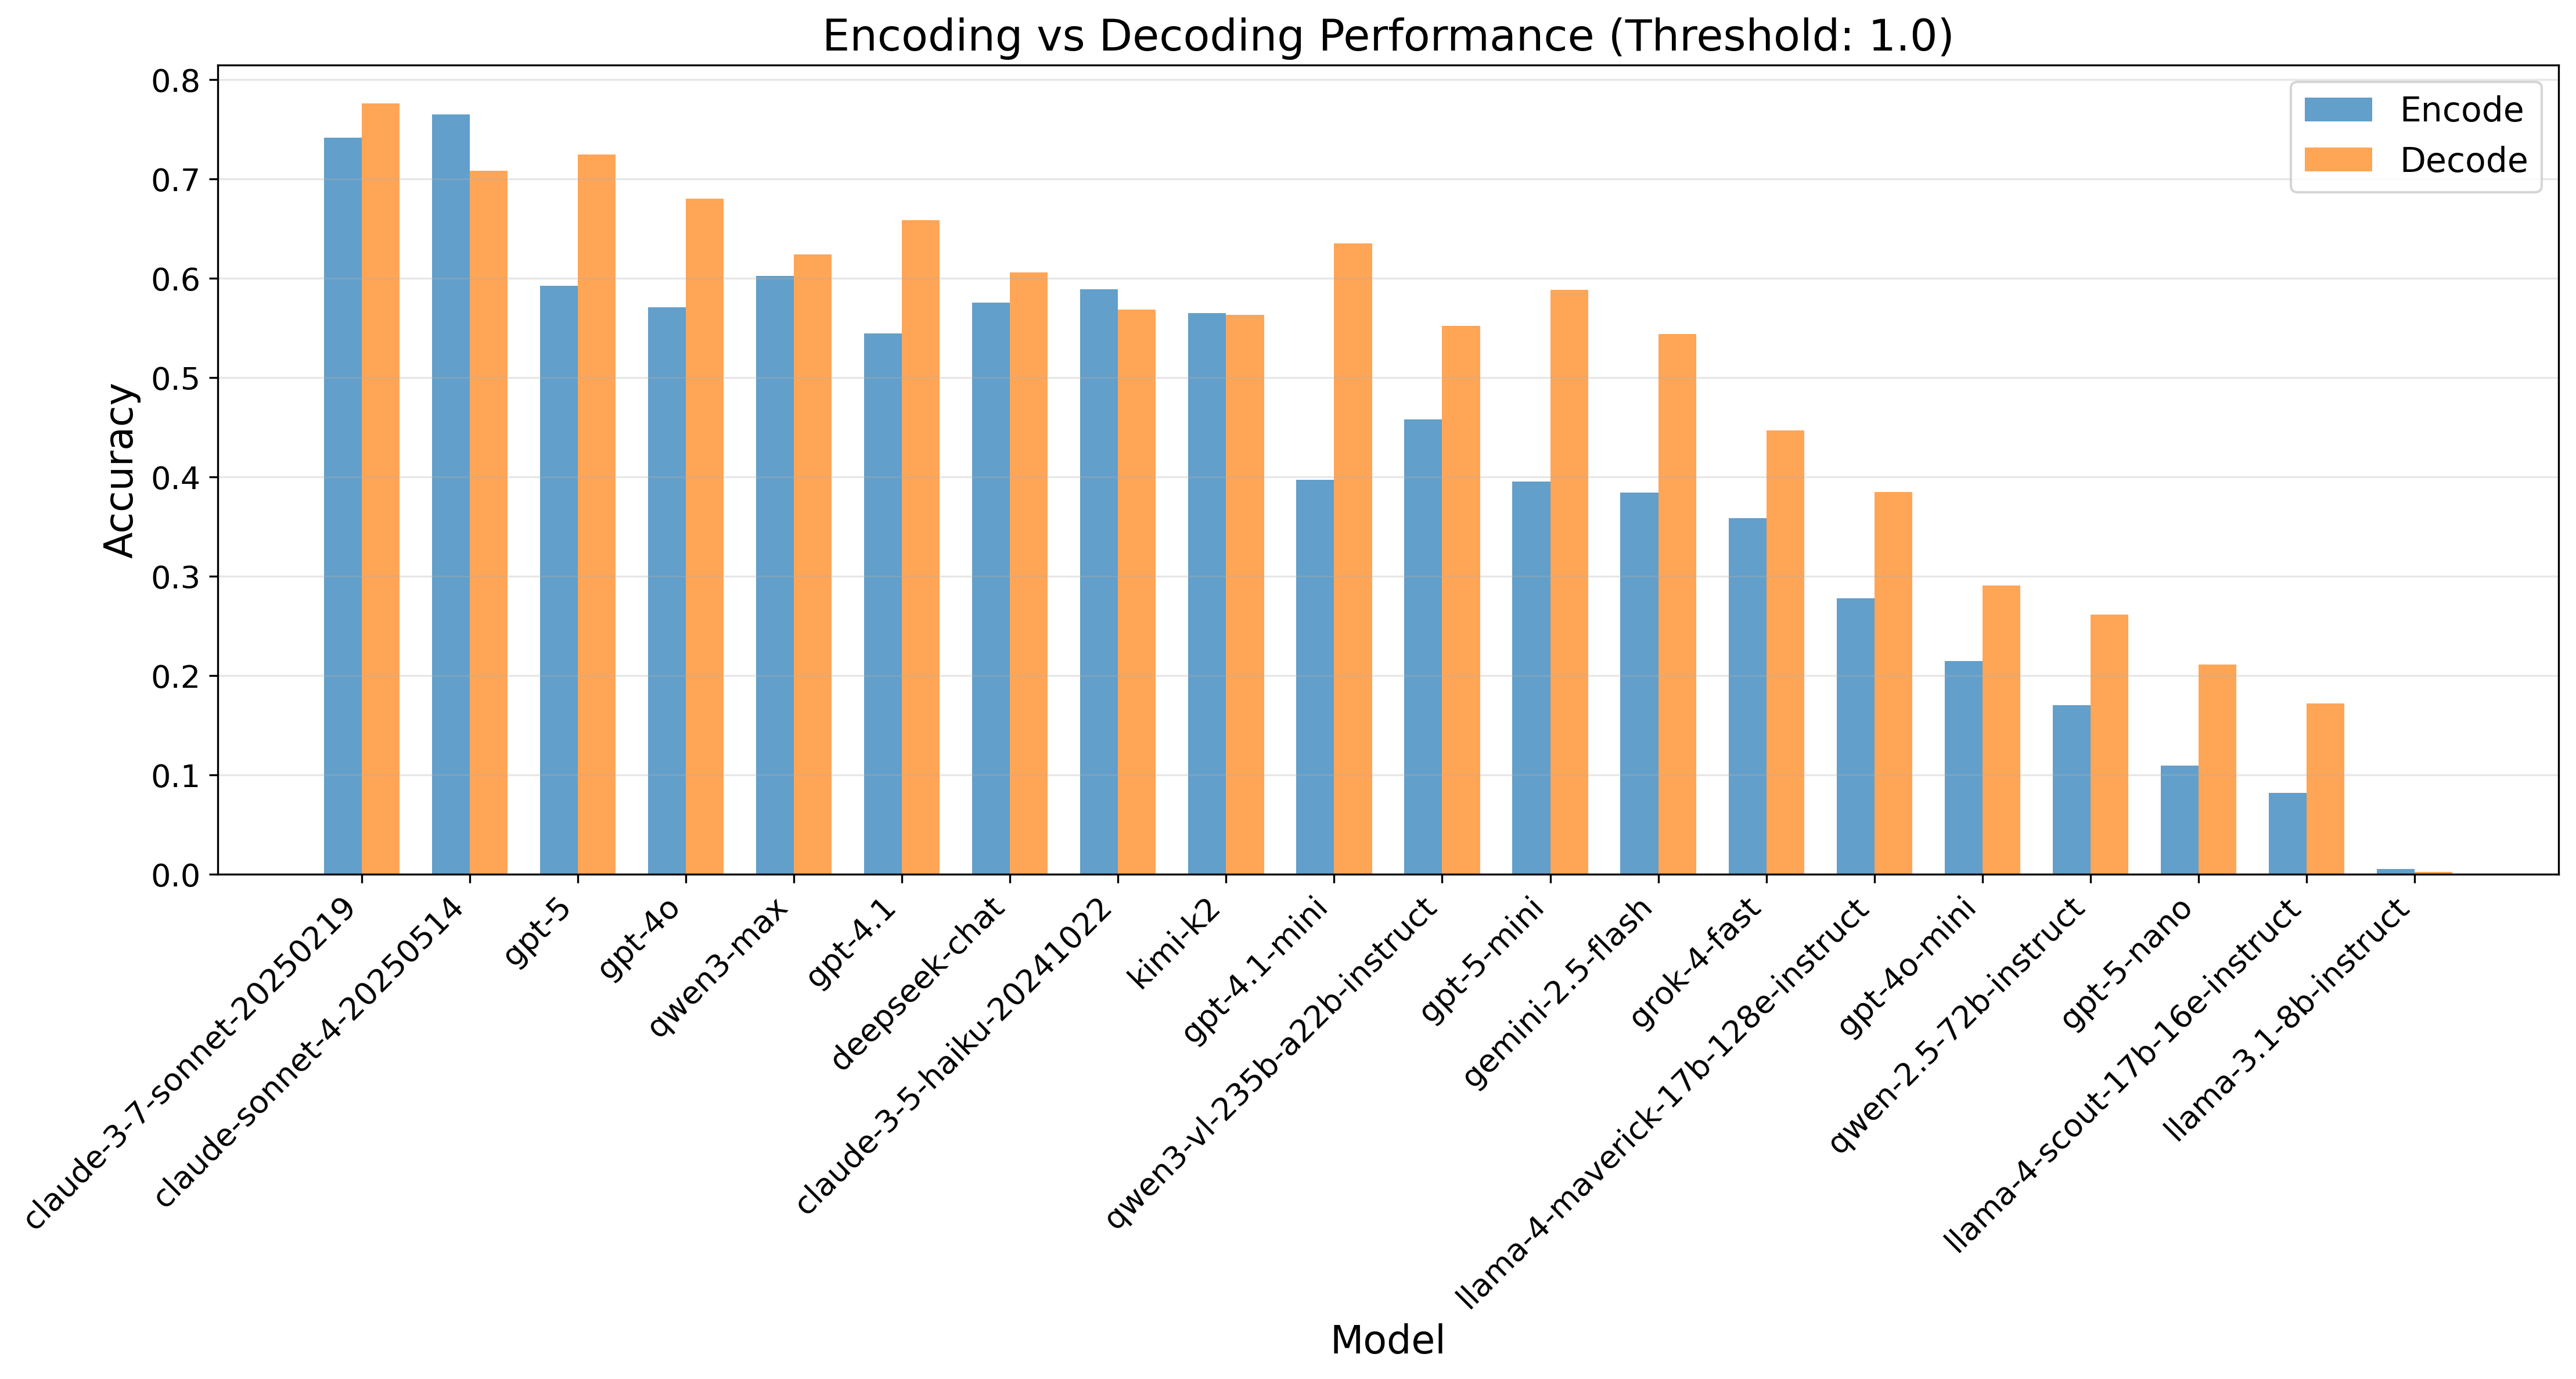 Encoding vs Decoding Performance (Threshold: 1.0)
Encode
Decode
Accuracy
0.8
0.7
0.6
0.5
0.4
0.3
0.2
0.1
0.0
claude-3-7-sonnet-20250219
claude-sonnet-4-20250514
gpt-5
gpt-4o
qwen3-max
gpt-4.1
deepseek-chat
claude-3-5-haiku-20241022
kimi-k2
gpt-4.1-mini
qwen3-vl-235b-a22b-instruct
gpt-5-mini
gemini-2.5-flash
grok-4-fast
llama-4-maverick-17b-128e-instruct
gpt-4o-mini
qwen-2.5-72b-instruct
gpt-5-nano
llama-4-scout-17b-16e-instruct
llama-3.1-8b-instruct
Model